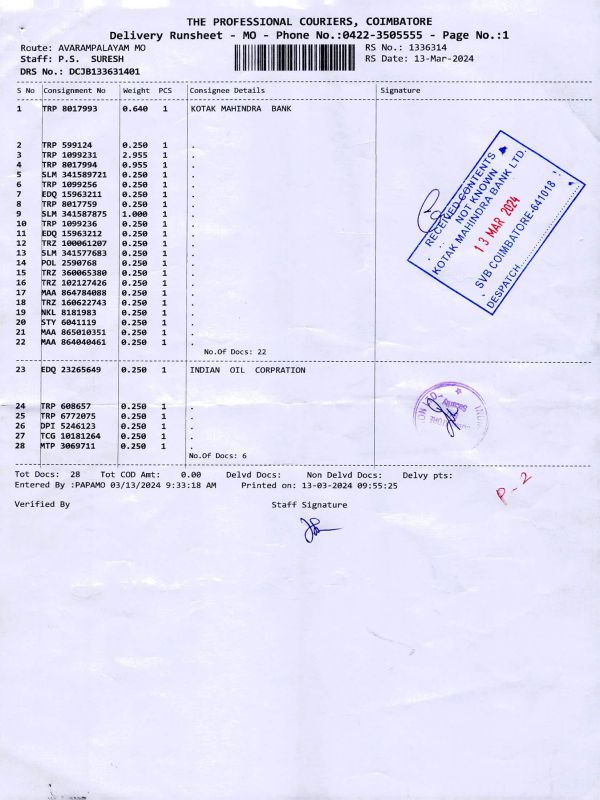 THE PROFESSIONAL COURIERS, COIMBATORE
Delivery Runsheet - MO - Phone No.:0422-3505555 - Page No.:1
Route: AVARAMPALAYAM MO RS No.: 1336314
Staff: P.S. SURESH RS Date: 13-Mar-2024
DRS No.: DCJB133631401
S No Consignment No Weight PCS Consignee Details Signature
1 TRP 8017993 0.640 1 KOTAK MAHINDRA BANK
2 TRP 599124 0.250 1 .
3 TRP 1099231 2.955 1 .
4 TRP 8017994 0.955 1 .
5 SLM 341589721 0.250 1 .
6 TRP 1099256 0.250 1 .
7 EDQ 15963211 0.250 1 .
8 TRP 8017759 0.250 1 .
9 SLM 341587875 1.000 1 .
10 TRP 1099236 0.250 1 .
11 EDQ 15963212 0.250 1 .
12 TRZ 100061207 0.250 1 .
13 SLM 341577683 0.250 1 .
14 POL 2590768 0.250 1 .
15 TRZ 360065380 0.250 1 .
16 TRZ 102127426 0.250 1 .
17 MAA 864784088 0.250 1 .
18 TRZ 160622743 0.250 1 .
19 NKL 8181983 0.250 1 .
20 STY 6041119 0.250 1 .
21 MAA 865010351 0.250 1 .
22 MAA 864040461 0.250 1 .
No.Of Docs: 22
RECEIVED CONTENTS
NOT KNOWN
KOTAK MAHINDRA BANK LTD.
13 MAR 2024
SVB COIMBATORE-641018
DESPATCH
23 EDQ 23265649 0.250 1 INDIAN OIL CORPRATION
24 TRP 608657 0.250 1 .
25 TRP 6772075 0.250 1 .
26 DPI 5246123 0.250 1 .
27 TCG 10181264 0.250 1 .
28 MTP 3069711 0.250 1 .
No.Of Docs: 6
Security
Tot Docs: 28 Tot COD Amt: 0.00 Delvd Docs: Non Delvd Docs: Delvy pts:
Entered By :PAPAMO 03/13/2024 9:33:18 AM Printed on: 13-03-2024 09:55:25
P-2
Verified By Staff Signature